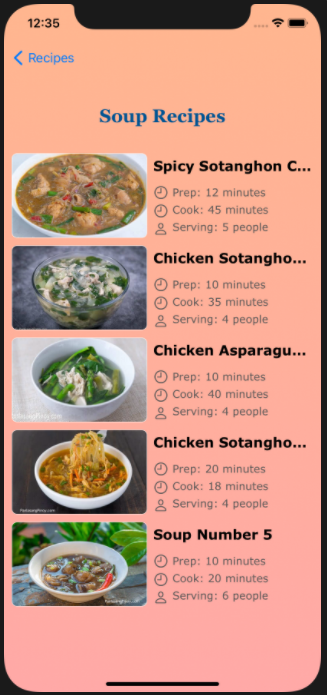 12:35
Recipes
Soup Recipes
Spicy Sotanghon C...
Prep: 12 minutes
Cook: 45 minutes
Serving: 5 people
Chicken Sotangho...
Prep: 10 minutes
Cook: 35 minutes
Serving: 4 people
Chicken Asparagu...
Prep: 10 minutes
Cook: 40 minutes
Serving: 4 people
Chicken Sotangho...
Prep: 20 minutes
Cook: 18 minutes
Serving: 4 people
Soup Number 5
Prep: 10 minutes
Cook: 20 minutes
Serving: 6 people